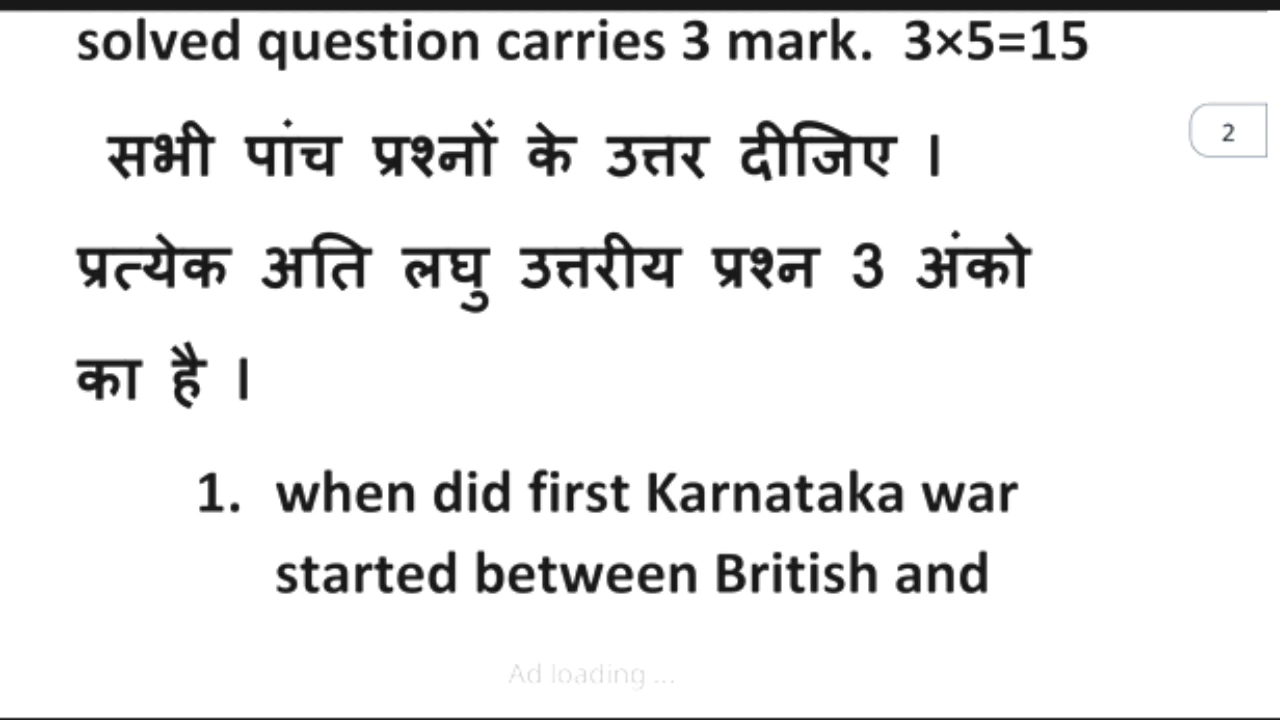 solved question carries 3 mark. 3×5=15
2
सभी पांच प्रश्नों के उत्तर दीजिए ।
प्रत्येक अति लघु उत्तरीय प्रश्न 3 अंको
का है ।
1. when did first Karnataka war
started between British and
Ad loading ...